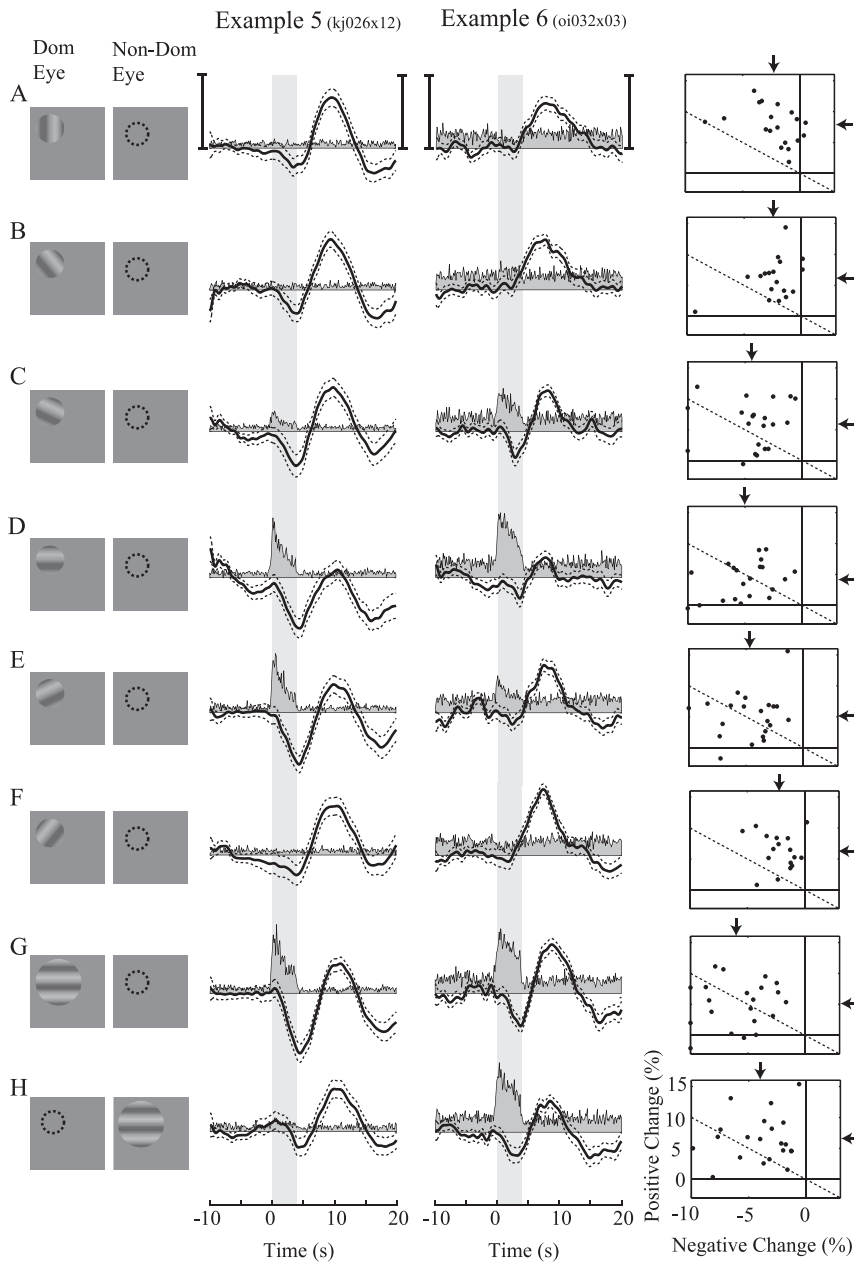 Example 5 (kj026x12)
Example 6 (oi032x03)
Dom Eye
Non-Dom Eye
A
B
C
D
E
F
G
H
-10 0 10 20
Time (s)
-10 0 10 20
Time (s)
Positive Change (%)
15
10
5
0
-10 -5 0
Negative Change (%)